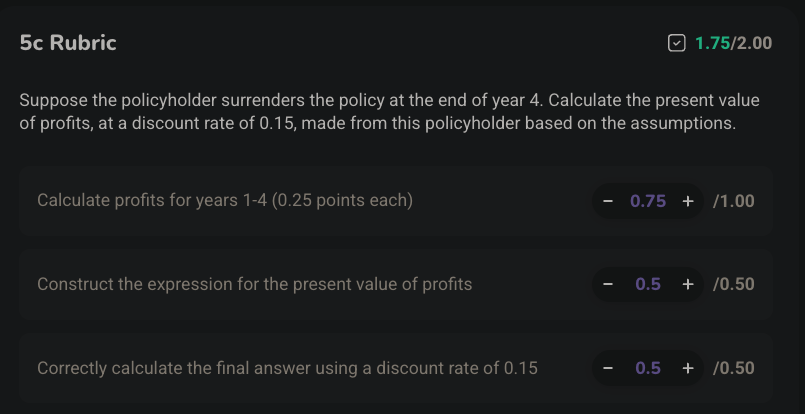 5c Rubric
1.75/2.00
Suppose the policyholder surrenders the policy at the end of year 4. Calculate the present value
of profits, at a discount rate of 0.15, made from this policyholder based on the assumptions.
Calculate profits for years 1-4 (0.25 points each)
− 0.75 + /1.00
Construct the expression for the present value of profits
− 0.5 + /0.50
Correctly calculate the final answer using a discount rate of 0.15
− 0.5 + /0.50